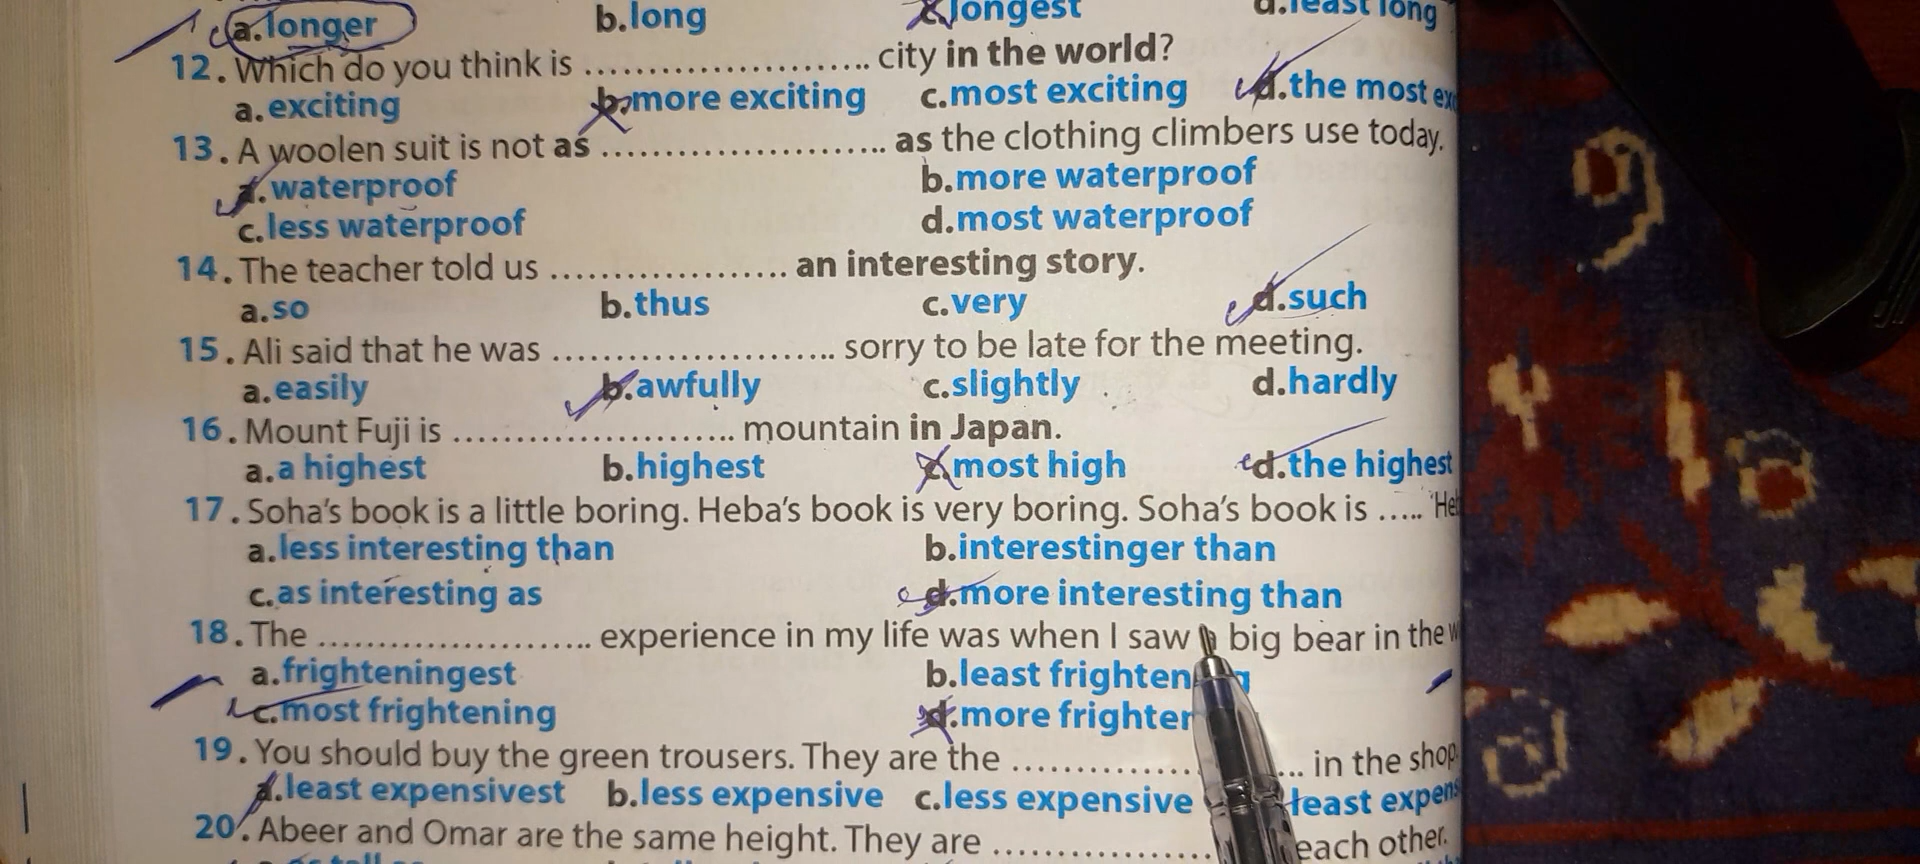 a.longer b.long c.longest d.least long
12. Which do you think is ........................ city in the world?
a. exciting b. more exciting c. most exciting d. the most
13. A woolen suit is not as ........................ as the clothing climbers use today.
a. waterproof b. more waterproof
c. less waterproof d. most waterproof
14. The teacher told us .................... an interesting story.
a. so b. thus c. very d. such
15. Ali said that he was ........................ sorry to be late for the meeting.
a. easily b. awfully c. slightly d. hardly
16. Mount Fuji is ........................ mountain in Japan.
a. a highest b. highest c. most high d. the highest
17. Soha's book is a little boring. Heba's book is very boring. Soha's book is .....
a. less interesting than b. interestinger than
c. as interesting as d. more interesting than
18. The ........................ experience in my life was when I saw big bear in the
a. frighteningest b. least
c. most frightening d. more
19. You should buy the green trousers. They are the ........................ in the shop
a. least expensivest b. less expensive c. less expensive least
20. Abeer and Omar are the same height. They are ........................ each other.